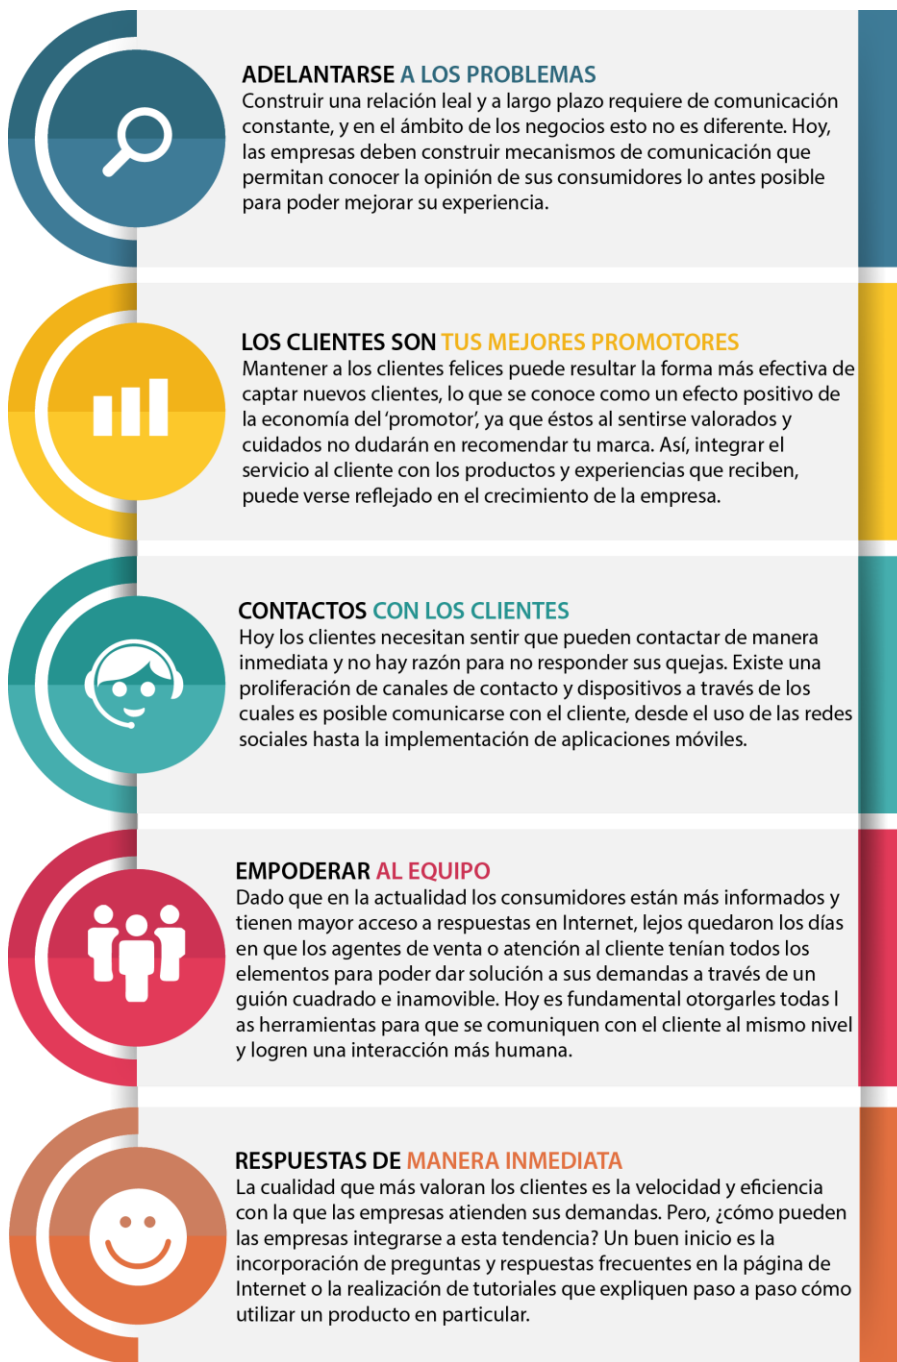 ADELANTARSE A LOS PROBLEMAS
Construir una relación leal y a largo plazo requiere de comunicación
constante, y en el ámbito de los negocios esto no es diferente. Hoy,
las empresas deben construir mecanismos de comunicación que
permitan conocer la opinión de sus consumidores lo antes posible
para poder mejorar su experiencia.
LOS CLIENTES SON TUS MEJORES PROMOTORES
Mantener a los clientes felices puede resultar la forma más efectiva de
captar nuevos clientes, lo que se conoce como un efecto positivo de
la economía del ‘promotor’, ya que éstos al sentirse valorados y
cuidados no dudarán en recomendar tu marca. Así, integrar el
servicio al cliente con los productos y experiencias que reciben,
puede verse reflejado en el crecimiento de la empresa.
CONTACTOS CON LOS CLIENTES
Hoy los clientes necesitan sentir que pueden contactar de manera
inmediata y no hay razón para no responder sus quejas. Existe una
proliferación de canales de contacto y dispositivos a través de los
cuales es posible comunicarse con el cliente, desde el uso de las redes
sociales hasta la implementación de aplicaciones móviles.
EMPODERAR AL EQUIPO
Dado que en la actualidad los consumidores están más informados y
tienen mayor acceso a respuestas en Internet, lejos quedaron los días
en que los agentes de venta o atención al cliente tenían todos los
elementos para poder dar solución a sus demandas a través de un
guión cuadrado e inamovible. Hoy es fundamental otorgarles todas l
as herramientas para que se comuniquen con el cliente al mismo nivel
y logren una interacción más humana.
RESPUESTAS DE MANERA INMEDIATA
La cualidad que más valoran los clientes es la velocidad y eficiencia
con la que las empresas atienden sus demandas. Pero, ¿cómo pueden
las empresas integrarse a esta tendencia? Un buen inicio es la
incorporación de preguntas y respuestas frecuentes en la página de
Internet o la realización de tutoriales que expliquen paso a paso cómo
utilizar un producto en particular.